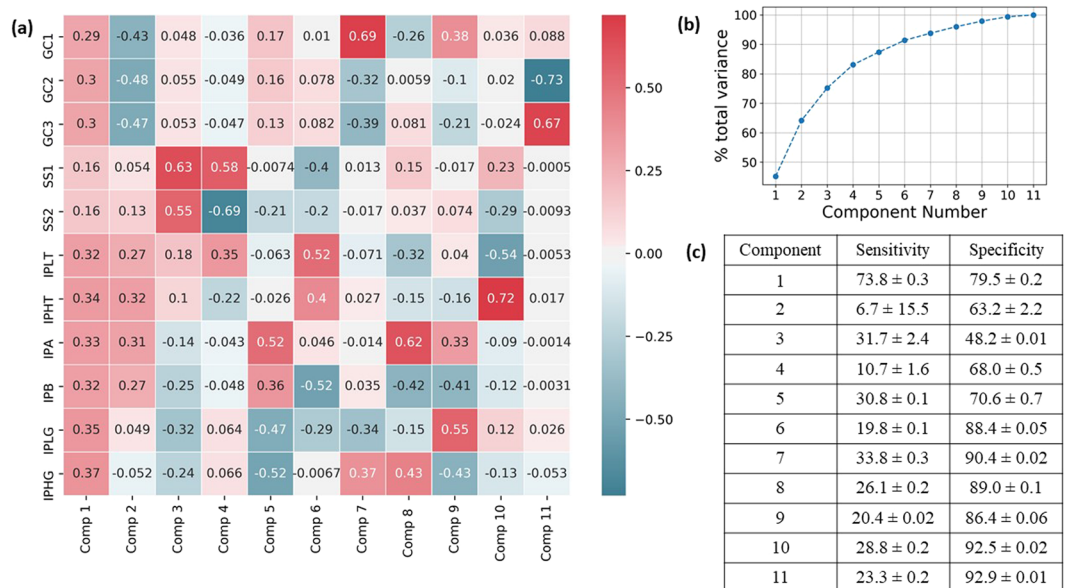 (a)
GC1 0.29 -0.43 0.048 -0.036 0.17 0.01 0.69 -0.26 0.38 0.036 0.088
GC2 0.3 -0.48 0.055 -0.049 0.16 0.078 -0.32 0.0059 -0.1 0.02 -0.73
GC3 0.3 -0.47 0.053 -0.047 0.13 0.082 -0.39 0.081 -0.21 -0.024 0.67
SS1 0.16 0.054 0.63 0.58 -0.0074 -0.4 0.013 0.15 -0.017 0.23 -0.0005
SS2 0.16 0.13 0.55 -0.69 -0.21 -0.2 -0.017 0.037 0.074 -0.29 -0.0093
IPLT 0.32 0.27 0.18 0.35 -0.063 0.52 -0.071 -0.32 0.04 -0.54 -0.0053
IPHT 0.34 0.32 0.1 -0.22 -0.026 0.4 0.027 -0.15 -0.16 0.72 0.017
IPA 0.33 0.31 -0.14 -0.043 0.52 0.046 -0.014 0.62 0.33 -0.09 -0.0014
IPB 0.32 0.27 -0.25 -0.048 0.36 -0.52 0.035 -0.42 -0.41 -0.12 -0.0031
IPLG 0.35 0.049 -0.32 0.064 -0.47 -0.29 -0.34 -0.15 0.55 0.12 0.026
IPHG 0.37 -0.052 -0.24 0.066 -0.52 -0.0067 0.37 0.43 -0.43 -0.13 -0.053
Comp 1 Comp 2 Comp 3 Comp 4 Comp 5 Comp 6 Comp 7 Comp 8 Comp 9 Comp 10 Comp 11
0.50
0.25
0.00
−0.25
−0.50
(b)
% total variance
100
90
80
70
60
50
1 2 3 4 5 6 7 8 9 10 11
Component Number
(c)
Component Sensitivity Specificity
1 73.8 ± 0.3 79.5 ± 0.2
2 6.7 ± 15.5 63.2 ± 2.2
3 31.7 ± 2.4 48.2 ± 0.01
4 10.7 ± 1.6 68.0 ± 0.5
5 30.8 ± 0.1 70.6 ± 0.7
6 19.8 ± 0.1 88.4 ± 0.05
7 33.8 ± 0.3 90.4 ± 0.02
8 26.1 ± 0.2 89.0 ± 0.1
9 20.4 ± 0.02 86.4 ± 0.06
10 28.8 ± 0.2 92.5 ± 0.02
11 23.3 ± 0.2 92.9 ± 0.01